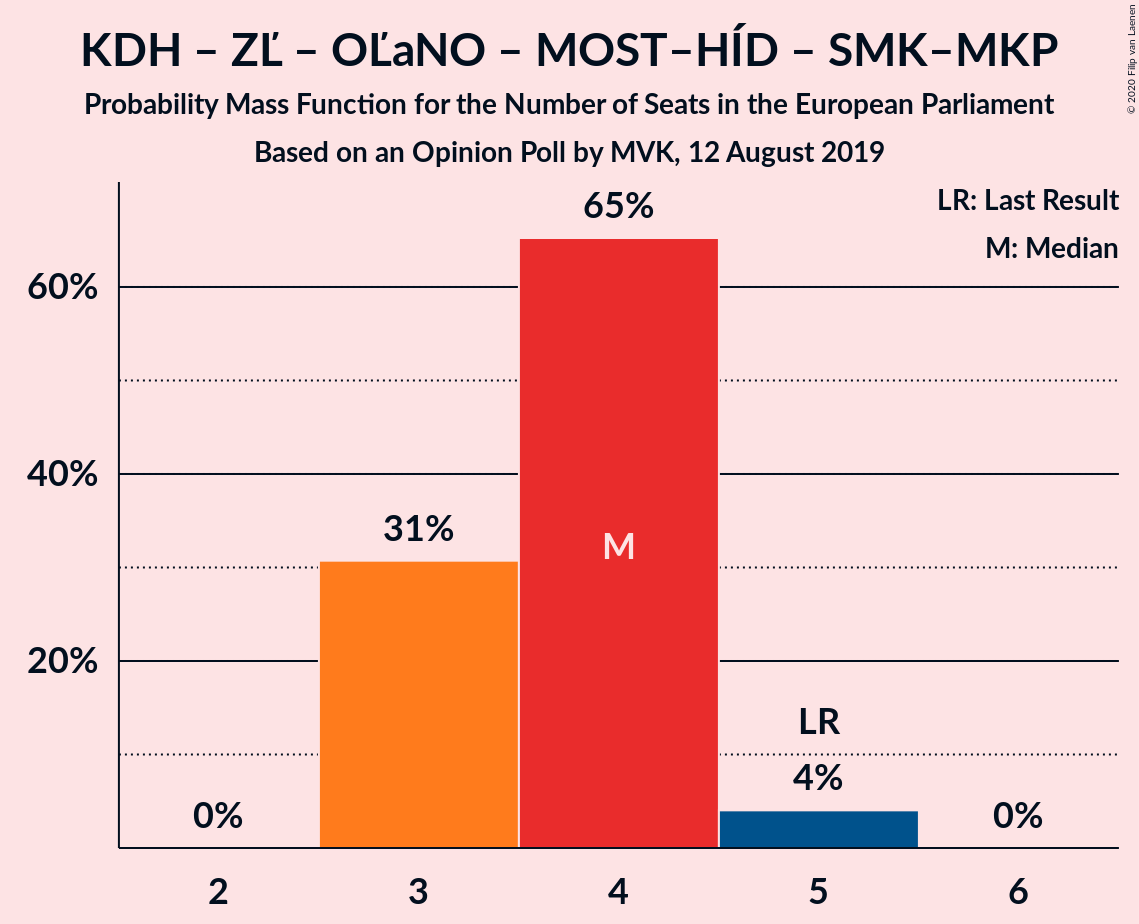 KDH – ZĽ – OĽaNO – MOST–HÍD – SMK–MKP
Probability Mass Function for the Number of Seats in the European Parliament
Based on an Opinion Poll by MVK, 12 August 2019
© 2020 Filip van Laenen
LR: Last Result
M: Median
65%
60%
40%
31%
M
20%
LR
4%
0%
0%
2
3
4
5
6